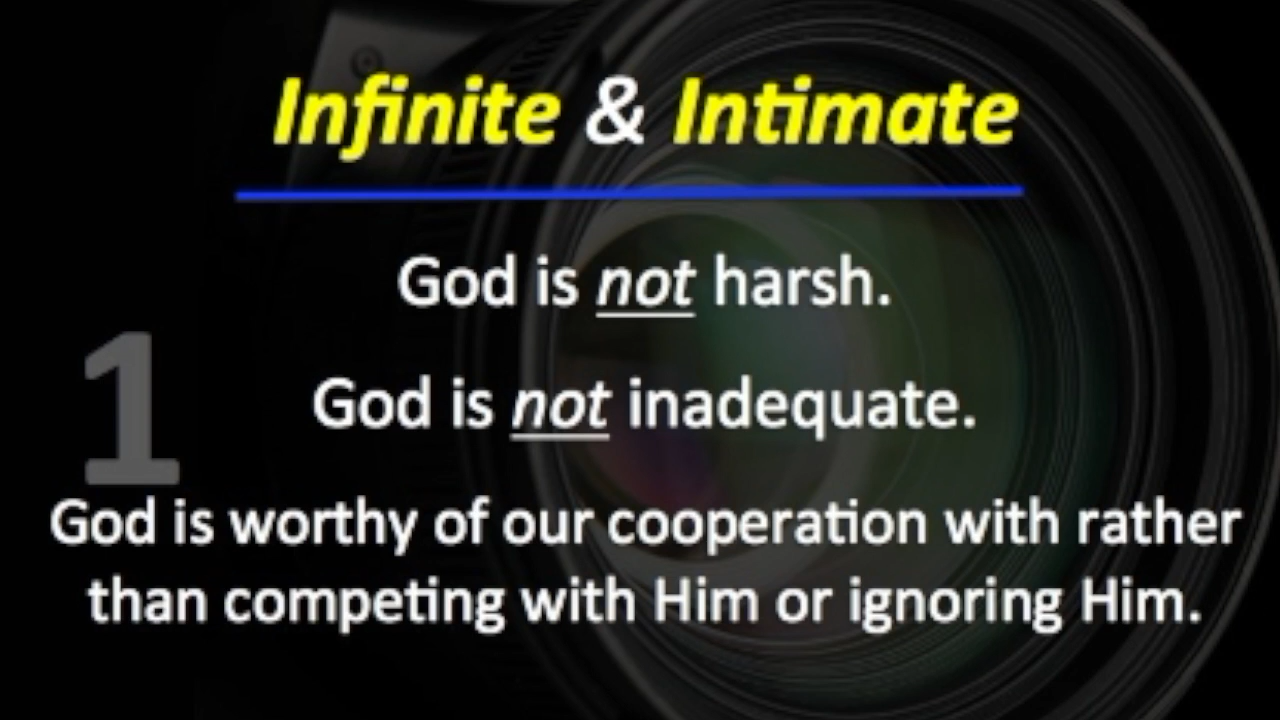 Infinite & Intimate
God is not harsh.
1
God is not inadequate.
God is worthy of our cooperation with rather
than competing with Him or ignoring Him.